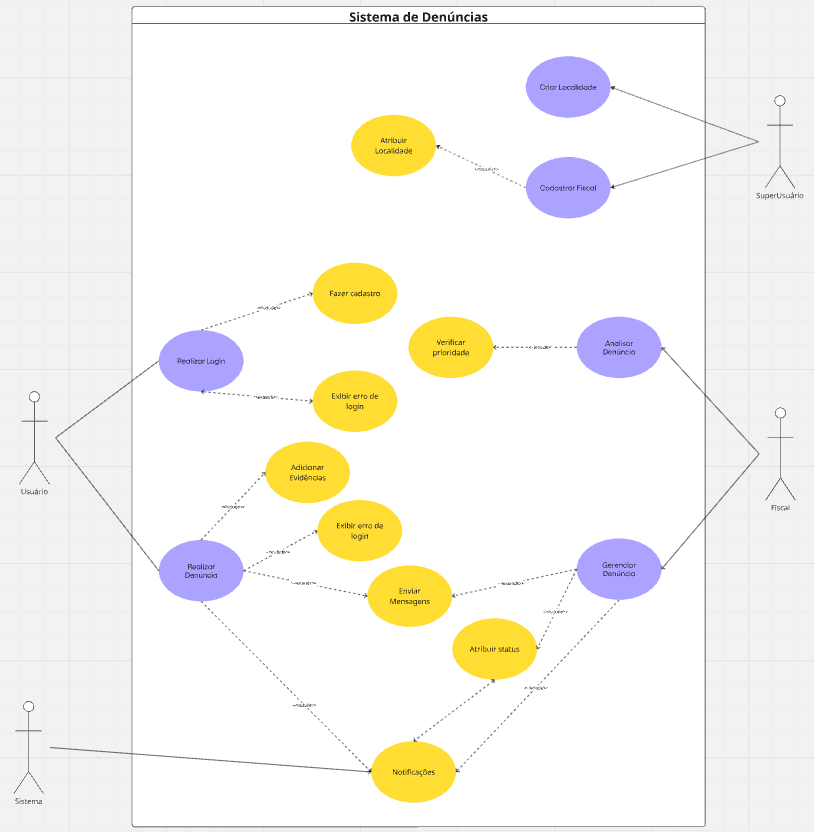 Sistema de Denúncias
Criar Localidade
Atribuir
Localidade
Cadastrar Fiscal
SuperUsuário
Fazer cadastro
Realizar Login
Verificar
prioridade
Analisar
Denúncia
Exibir erro de
login
Usuário
Fiscal
Adicionar
Evidências
Exibir erro de
login
Realizar
Denúncia
Enviar
Mensagens
Gerenciar
Denúncia
Atribuir status
Notificações
Sistema